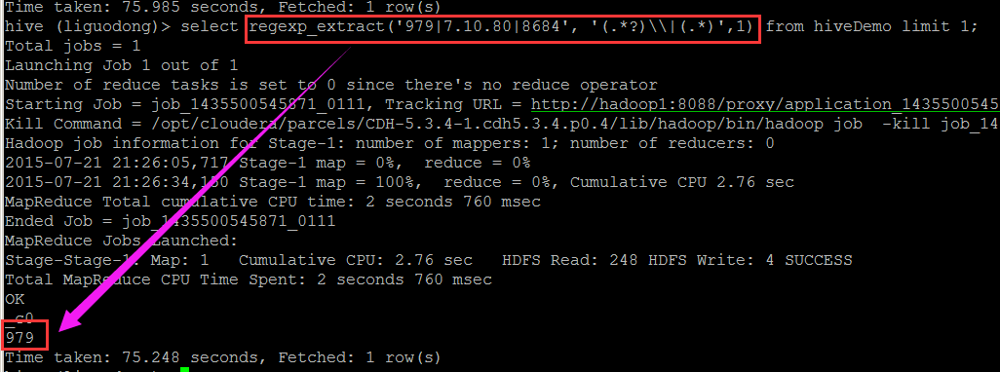 Time taken: 75.985 seconds, Fetched: 1 row(s)
hive (liguodong)> select regexp_extract('979|7.10.80|8684', '(.*?)\\|(.*)',1) from hiveDemo limit 1;
Total jobs = 1
Launching Job 1 out of 1
Number of reduce tasks is set to 0 since there's no reduce operator
Starting Job = job_1435500545871_0111, Tracking URL = http://hadoop1:8088/proxy/application_1435500545
Kill Command = /opt/cloudera/parcels/CDH-5.3.4-1.cdh5.3.4.p0.4/lib/hadoop/bin/hadoop job  -kill job_14
Hadoop job information for Stage-1: number of mappers: 1; number of reducers: 0
2015-07-21 21:26:05,717 Stage-1 map = 0%,  reduce = 0%
2015-07-21 21:26:34,150 Stage-1 map = 100%,  reduce = 0%, Cumulative CPU 2.76 sec
MapReduce Total cumulative CPU time: 2 seconds 760 msec
Ended Job = job_1435500545871_0111
MapReduce Jobs Launched:
Stage-Stage-1: Map: 1   Cumulative CPU: 2.76 sec   HDFS Read: 248 HDFS Write: 4 SUCCESS
Total MapReduce CPU Time Spent: 2 seconds 760 msec
OK
_c0
979
Time taken: 75.248 seconds, Fetched: 1 row(s)